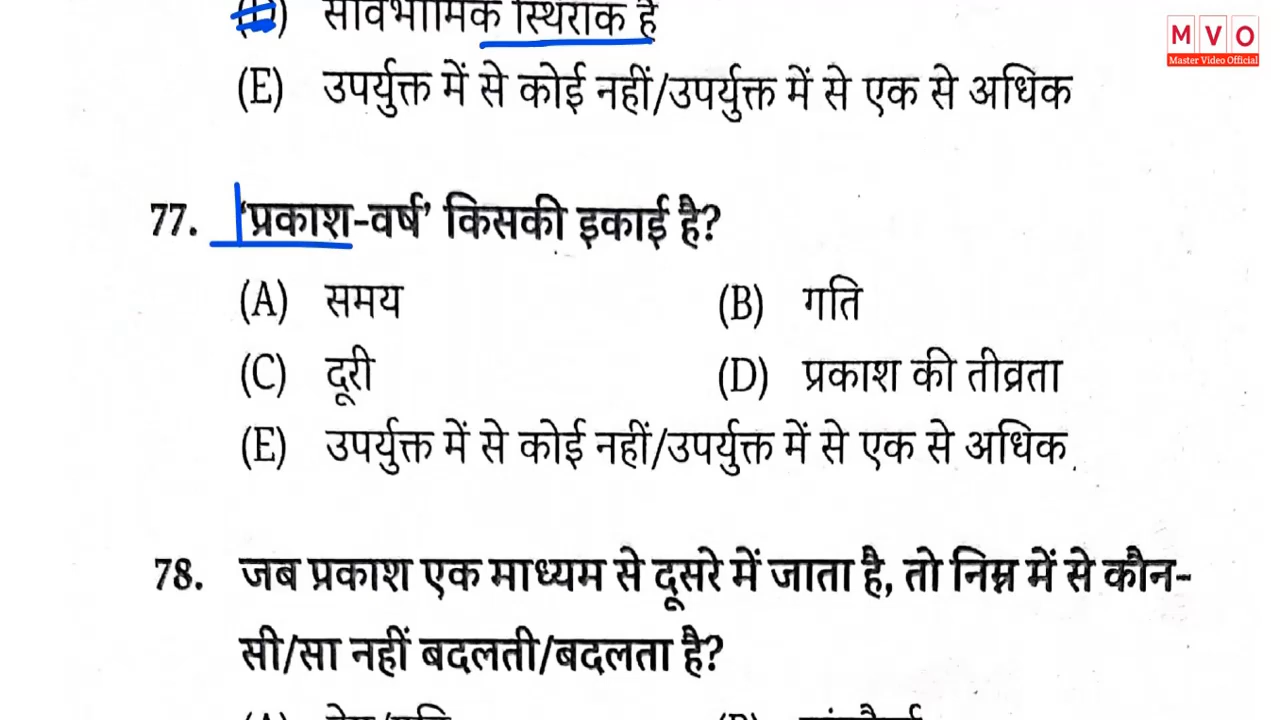 सार्वभौमिक स्थिरांक है
M V O
Master Video Official
(E) उपर्युक्त में से कोई नहीं/उपर्युक्त में से एक से अधिक
77. 'प्रकाश-वर्ष' किसकी इकाई है?
(A) समय (B) गति
(C) दूरी (D) प्रकाश की तीव्रता
(E) उपर्युक्त में से कोई नहीं/उपर्युक्त में से एक से अधिक
78. जब प्रकाश एक माध्यम से दूसरे में जाता है, तो निम्न में से कौन-
सी/सा नहीं बदलती/बदलता है?
(A) (B)